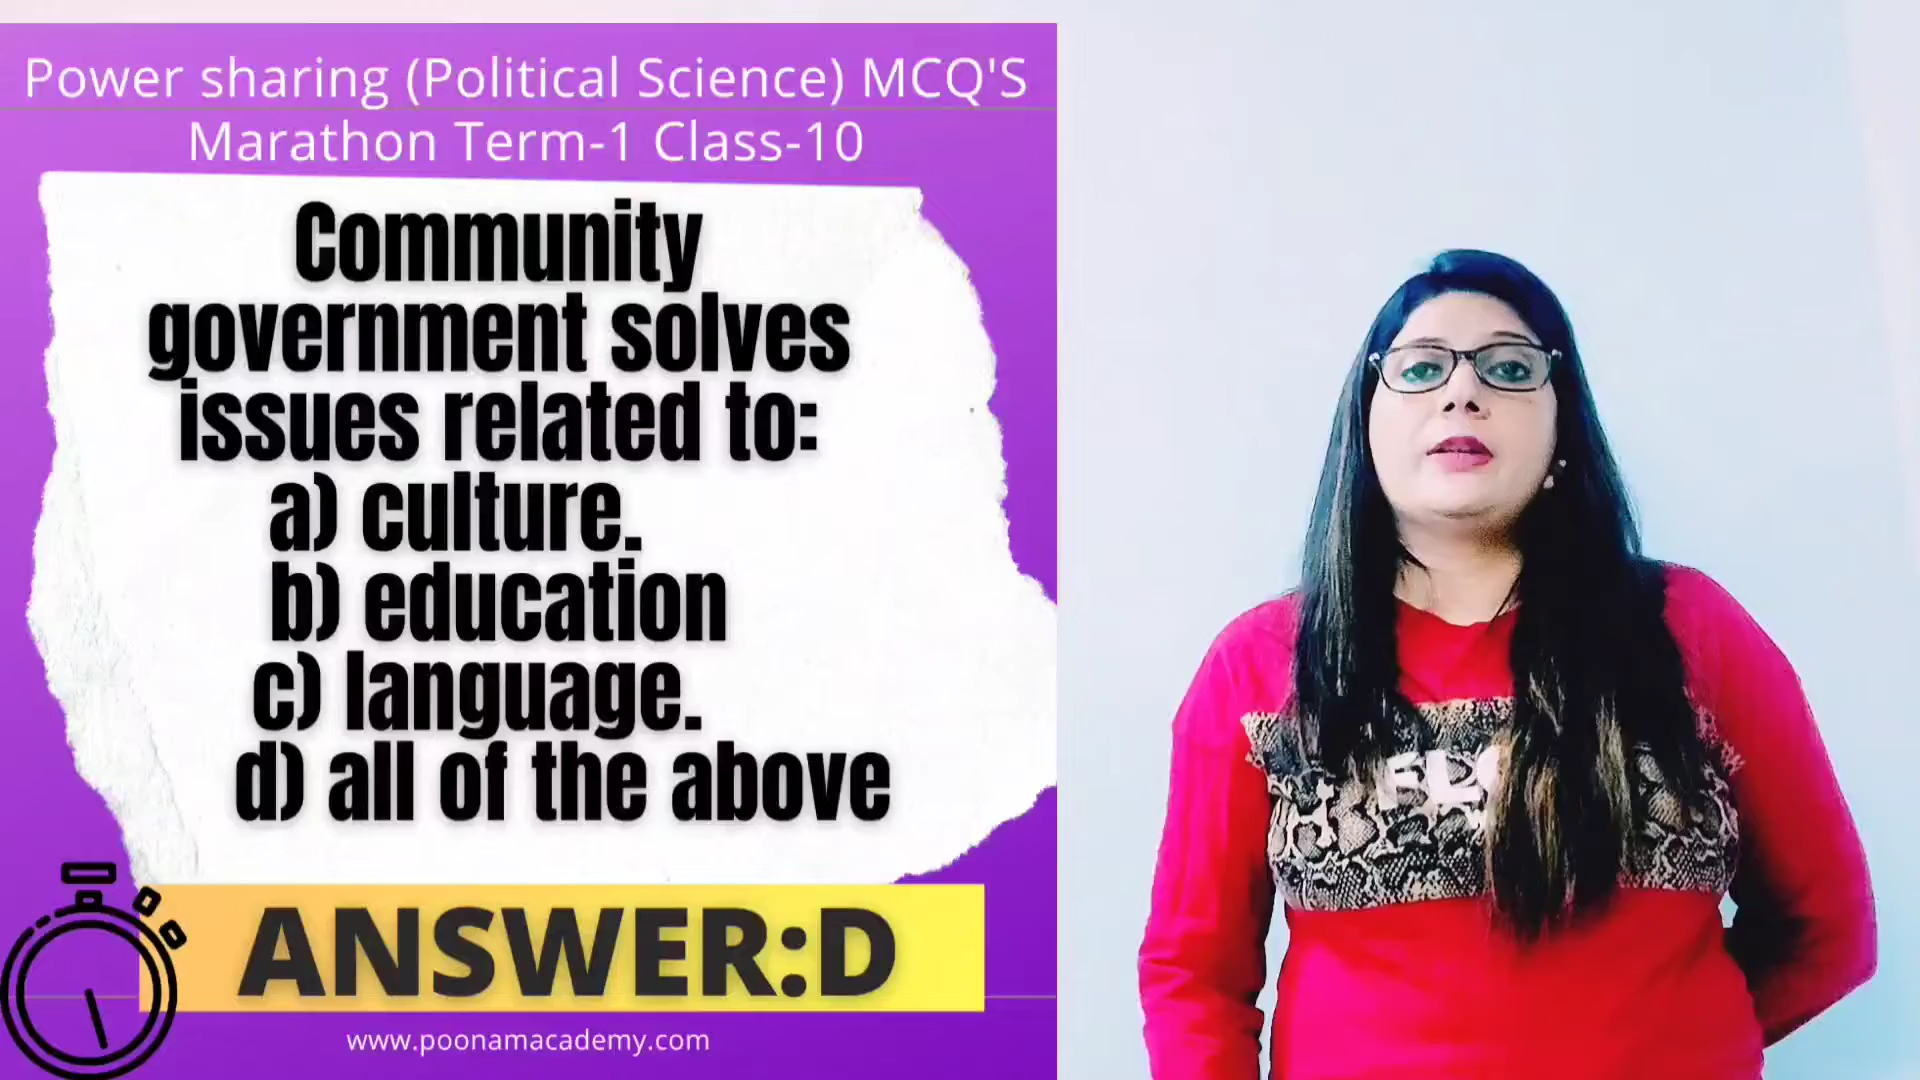 Power sharing (Political Science) MCQ'S
Marathon Term-1 Class-10
Community
government solves
issues related to:
a) culture.
b) education
c) language.
d) all of the above
ANSWER:D
www.poonamacademy.com